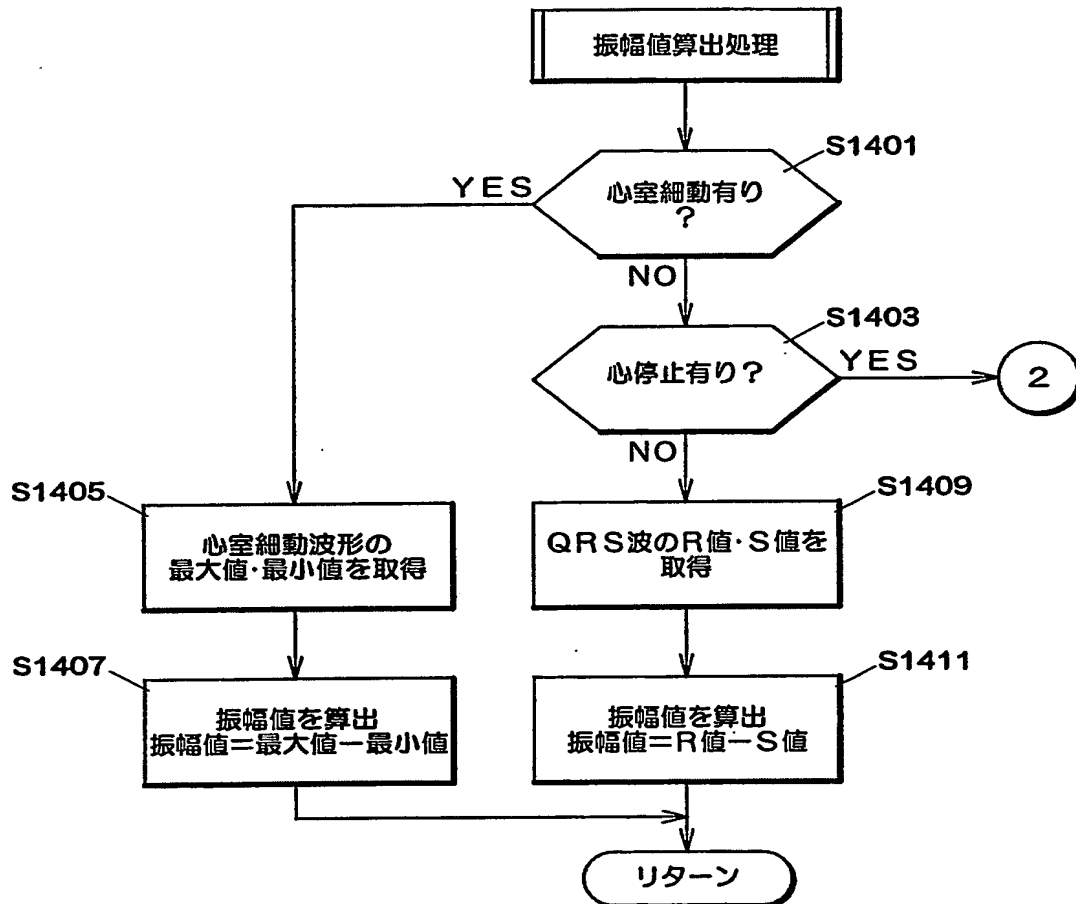 振幅値算出処理
S1401
心室細動有り
?
YES
NO
S1403
心停止有り?
YES
2
NO
S1405
心室細動波形の
最大値・最小値を取得
S1409
QRS波のR値・S値を
取得
S1407
振幅値を算出
振幅値=最大値-最小値
S1411
振幅値を算出
振幅値=R値-S値
リターン